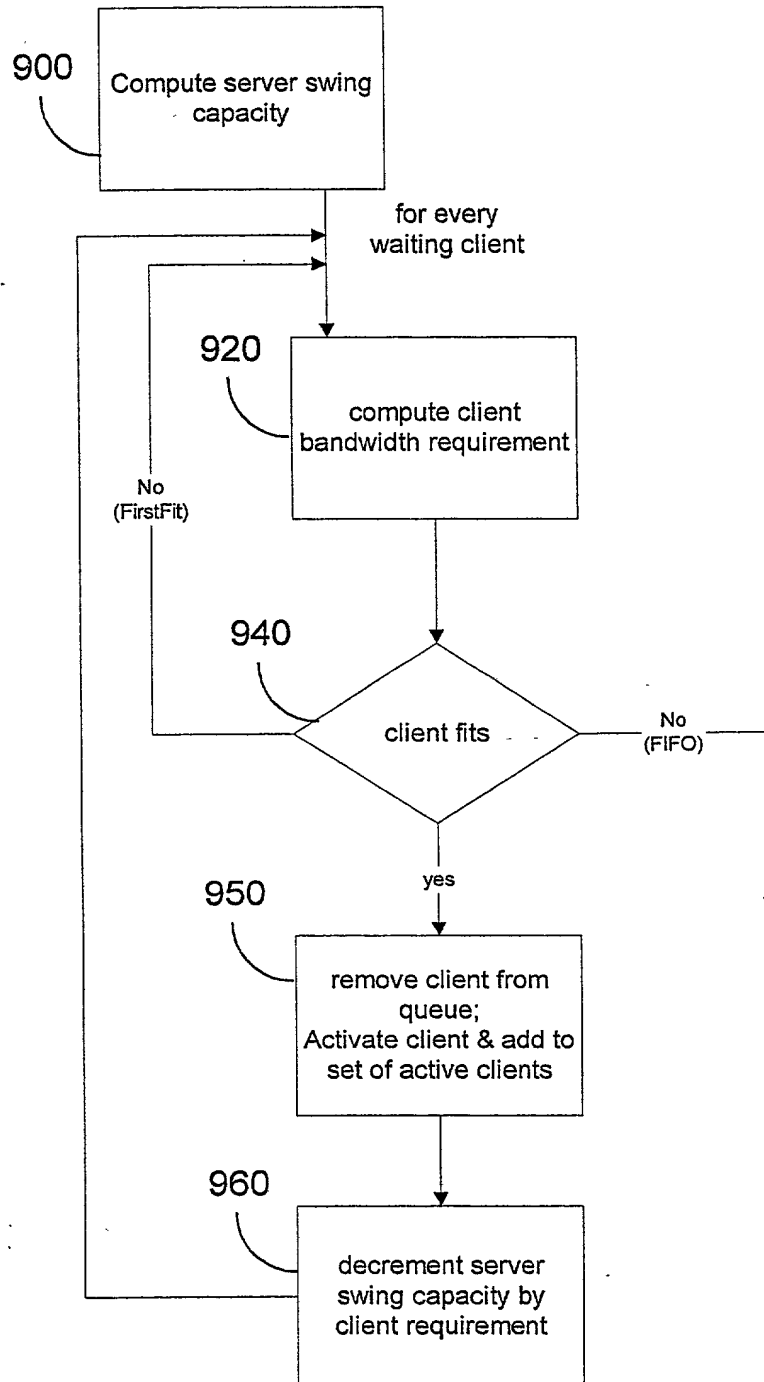 900
Compute server swing
capacity
for every
waiting client
920
compute client
bandwidth requirement
No
(FirstFit)
940
client fits
No
(FIFO)
yes
950
remove client from
queue;
Activate client & add to
set of active clients
960
decrement server
swing capacity by
client requirement